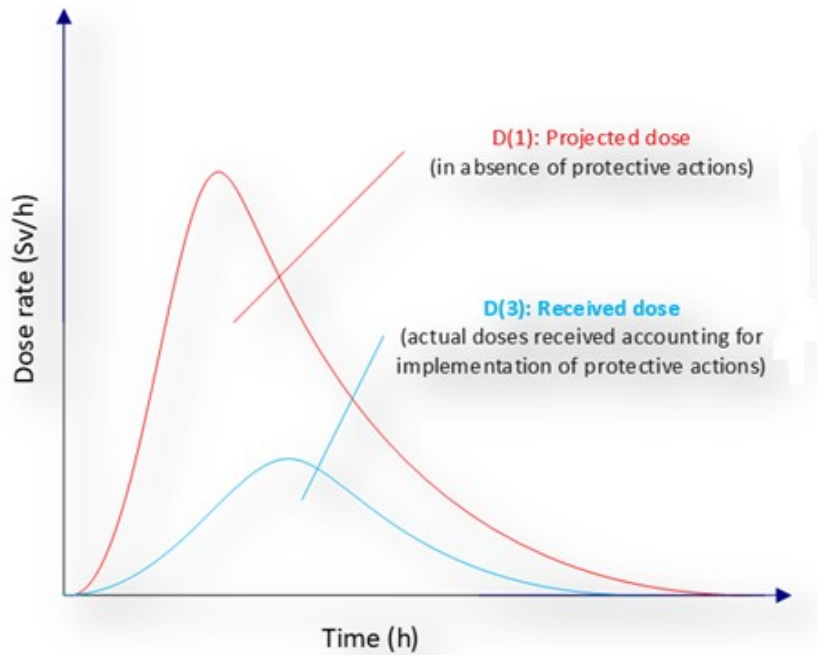 D(1): Projected dose
(in absence of protective actions)
Dose rate (Sv/h)
D(3): Received dose
(actual doses received accounting for
implementation of protective actions)
Time (h)